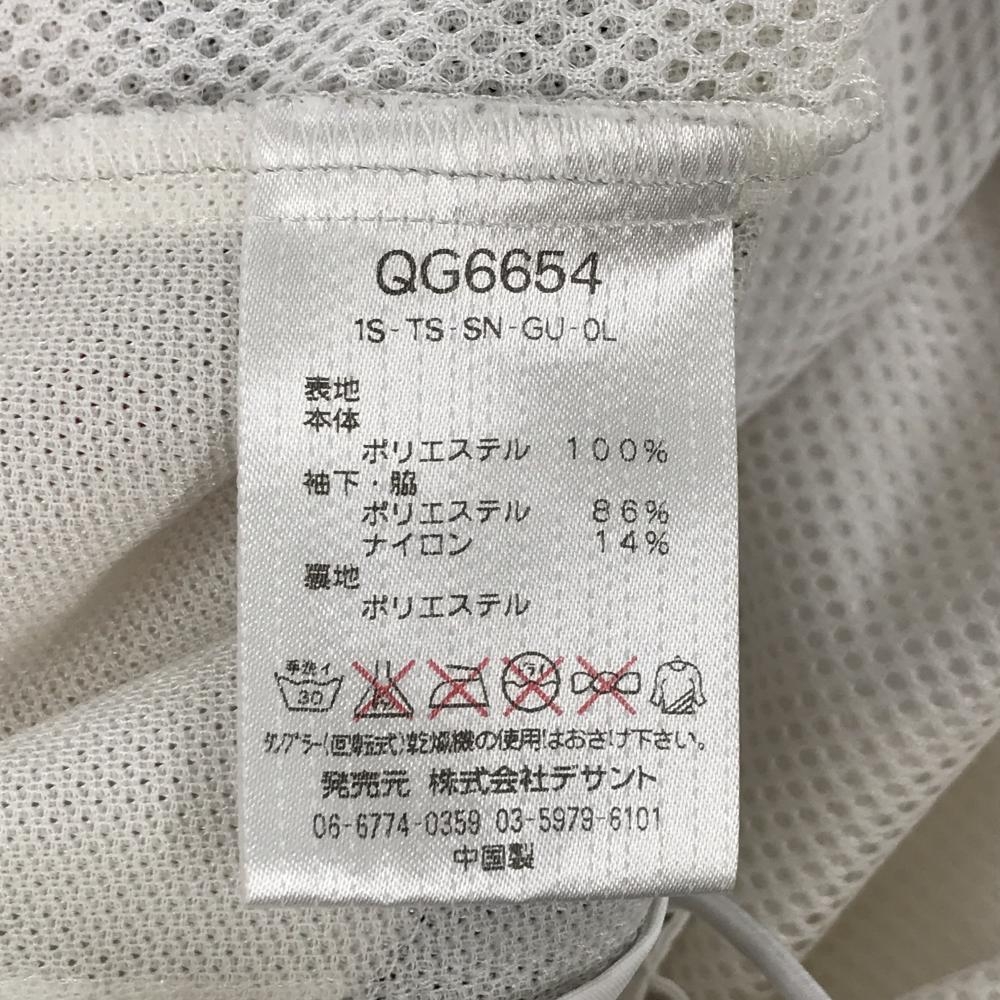 QG6654
1S-TS-SN-GU-0L
表地
本体
ポリエステル 100%
袖下・脇
ポリエステル 86%
ナイロン 14%
裏地
ポリエステル
手洗イ
30
ドライ
タンブラー(回転式)乾燥機の使用はおさけ下さい。
発売元 株式会社デサント
06-6774-0359 03-5979-6101
中国製